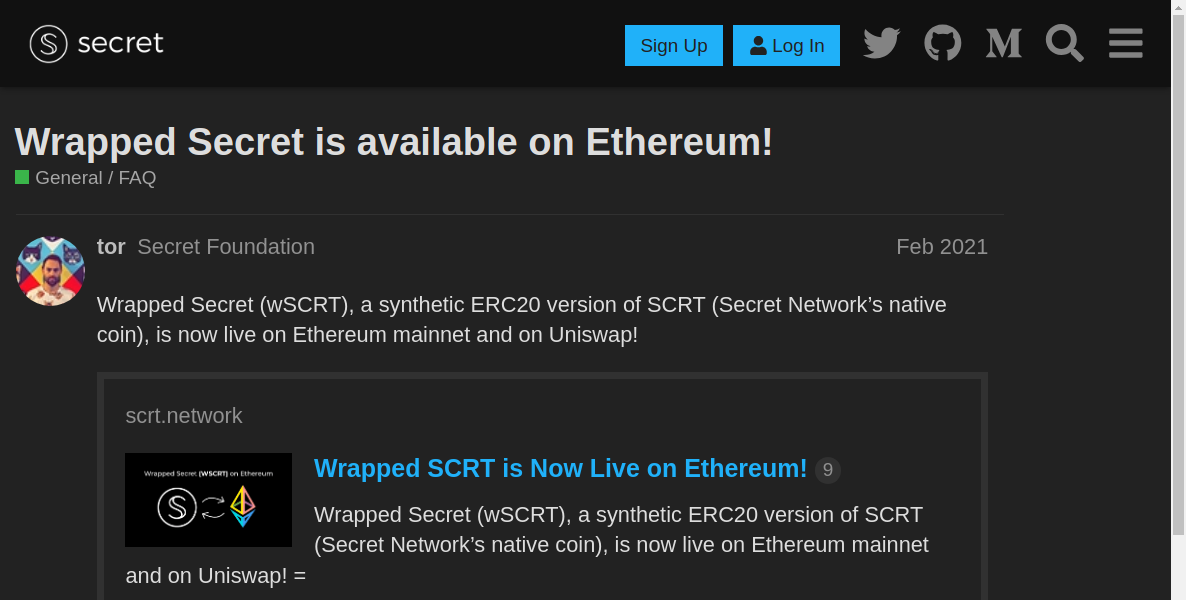 secret
Sign Up
Log In
Wrapped Secret is available on Ethereum!
General / FAQ
tor Secret Foundation
Feb 2021
Wrapped Secret (wSCRT), a synthetic ERC20 version of SCRT (Secret Network’s native
coin), is now live on Ethereum mainnet and on Uniswap!
scrt.network
Wrapped Secret (WSCRT) on Ethereum
Wrapped SCRT is Now Live on Ethereum! 9
Wrapped Secret (wSCRT), a synthetic ERC20 version of SCRT
(Secret Network’s native coin), is now live on Ethereum mainnet
and on Uniswap! =